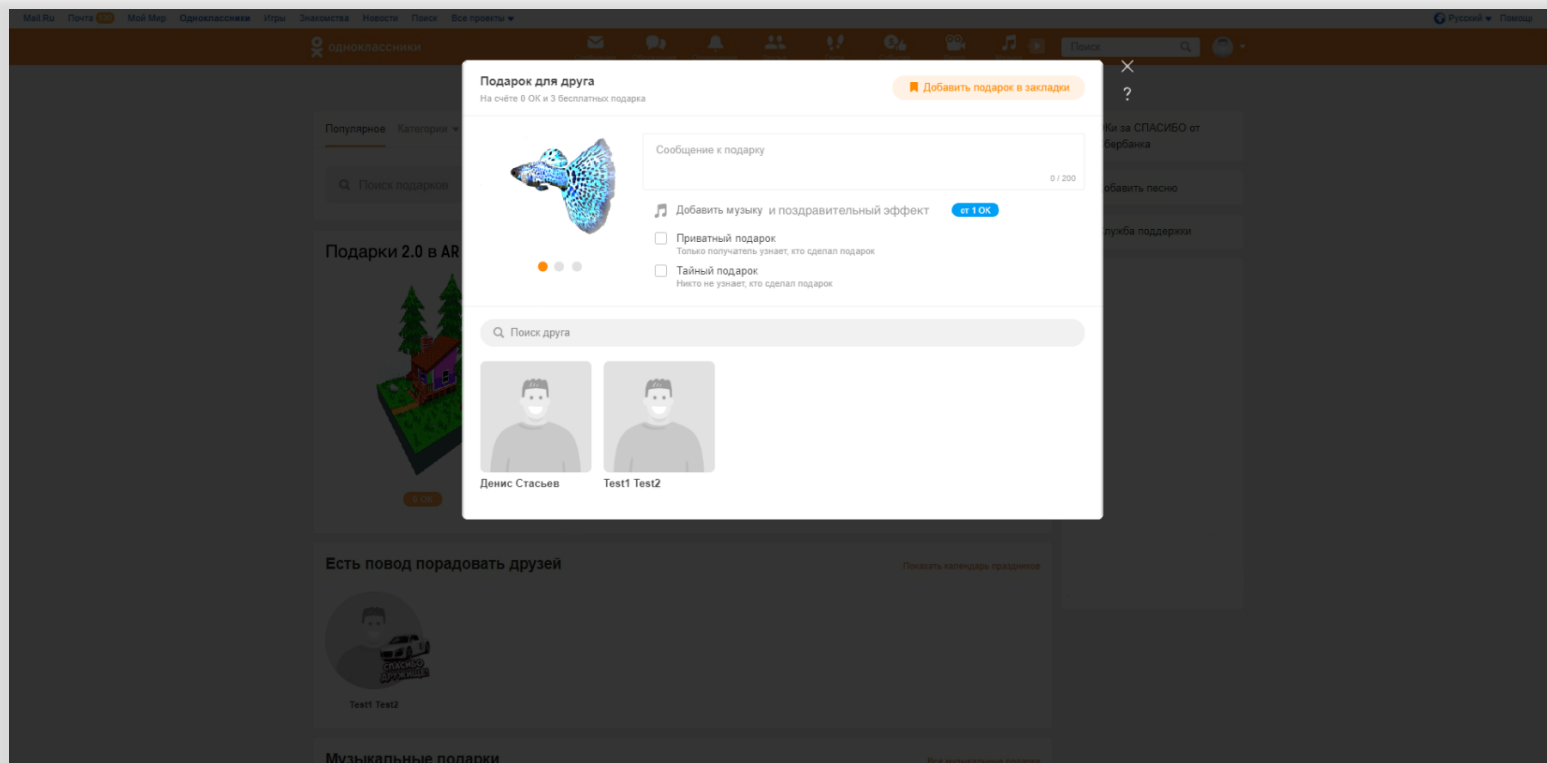 Mail.Ru Почта Мой Мир Одноклассники Игры Знакомства Новости Поиск Все проекты
Русский Помощь
одноклассники
Поиск
Подарок для друга
На счёте 0 ОК и 3 бесплатных подарка
Добавить подарок в закладки
?
Популярное Категории
Поиск подарков
Сообщение к подарку
0 / 200
Добавить музыку и поздравительный эффект от 1 ОК
Приватный подарок
Только получатель узнает, кто сделал подарок
Тайный подарок
Никто не узнает, кто сделал подарок
Ки за СПАСИБО от
бербанка
обавить песню
лужба поддержки
Подарки 2.0 в AR
Поиск друга
Денис Стасьев
Test1 Test2
ОК
Есть повод порадовать друзей
Показать календарь праздников
СПАСИБО
ДРУЖИЩЕ!
Test1 Test2
Музыкальные подарки